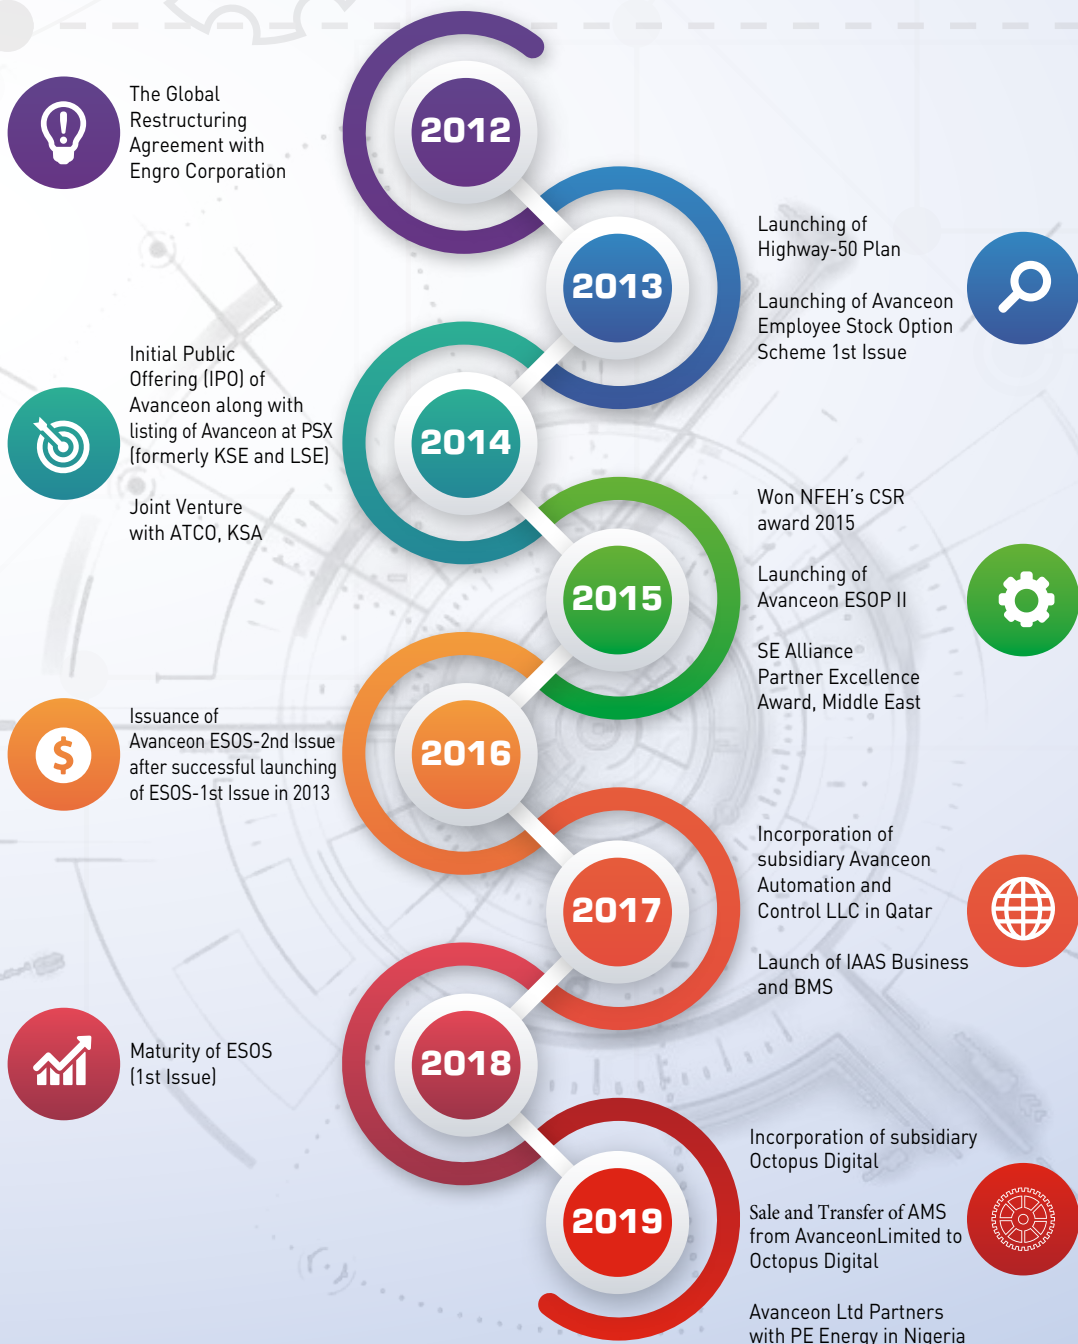 2012
The Global
Restructuring
Agreement with
Engro Corporation
2013
Launching of
Highway-50 Plan
Launching of Avanceon
Employee Stock Option
Scheme 1st Issue
2014
Initial Public
Offering (IPO) of
Avanceon along with
listing of Avanceon at PSX
(formerly KSE and LSE)
Joint Venture
with ATCO, KSA
2015
Won NFEH's CSR
award 2015
Launching of
Avanceon ESOP II
SE Alliance
Partner Excellence
Award, Middle East
2016
Issuance of
Avanceon ESOS-2nd Issue
after successful launching
of ESOS-1st Issue in 2013
$
2017
Incorporation of
subsidiary Avanceon
Automation and
Control LLC in Qatar
Launch of IAAS Business
and BMS
2018
Maturity of ESOS
(1st Issue)
2019
Incorporation of subsidiary
Octopus Digital
Sale and Transfer of AMS
from AvanceonLimited to
Octopus Digital
Avanceon Ltd Partners
with PE Energy in Nigeria